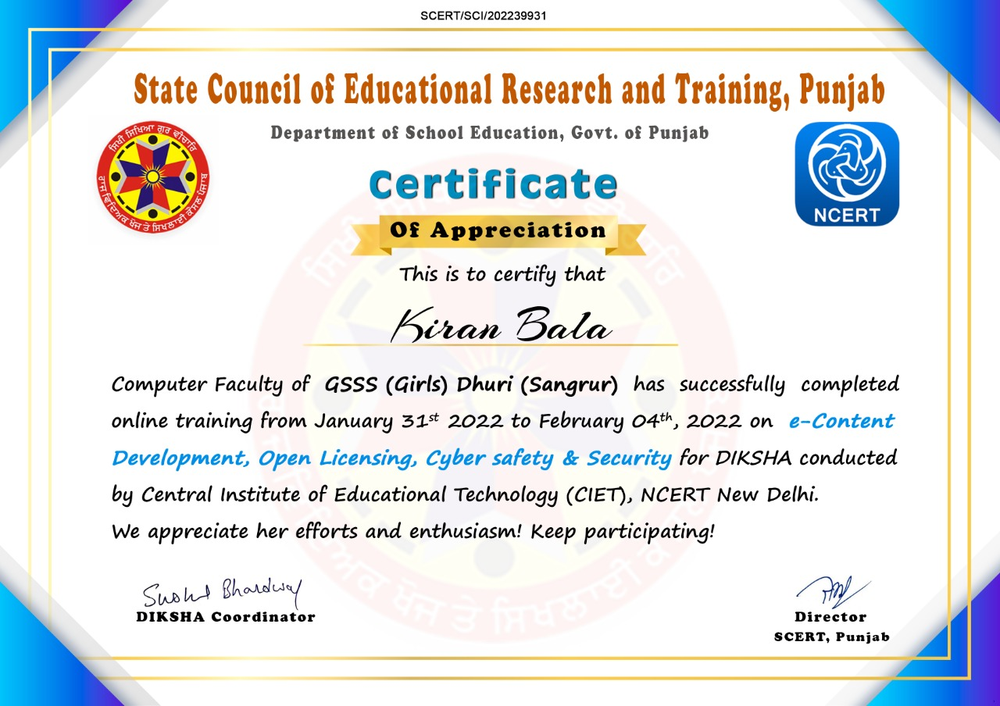 SCERT/SCI/202239931
State Council of Educational Research and Training, Punjab
Department of School Education, Govt. of Punjab
ਸਿਖੀ ਸਿਖਿਆ ਗੁਰ ਵੀਚਾਰਿ
ਰਾਜ ਵਿਦਿਅਕ ਖੋਜ ਤੇ ਸਿਖਲਾਈ ਕੌਂਸਲ ਪੰਜਾਬ
NCERT
Certificate
Of Appreciation
This is to certify that
Kiran Bala
Computer Faculty of GSSS (Girls) Dhuri (Sangrur) has successfully completed
online training from January 31st 2022 to February 04th, 2022 on e-Content
Development, Open Licensing, Cyber safety & Security for DIKSHA conducted
by Central Institute of Educational Technology (CIET), NCERT New Delhi.
We appreciate her efforts and enthusiasm! Keep participating!
Sushil Bhardwaj
DIKSHA Coordinator
Director
SCERT, Punjab